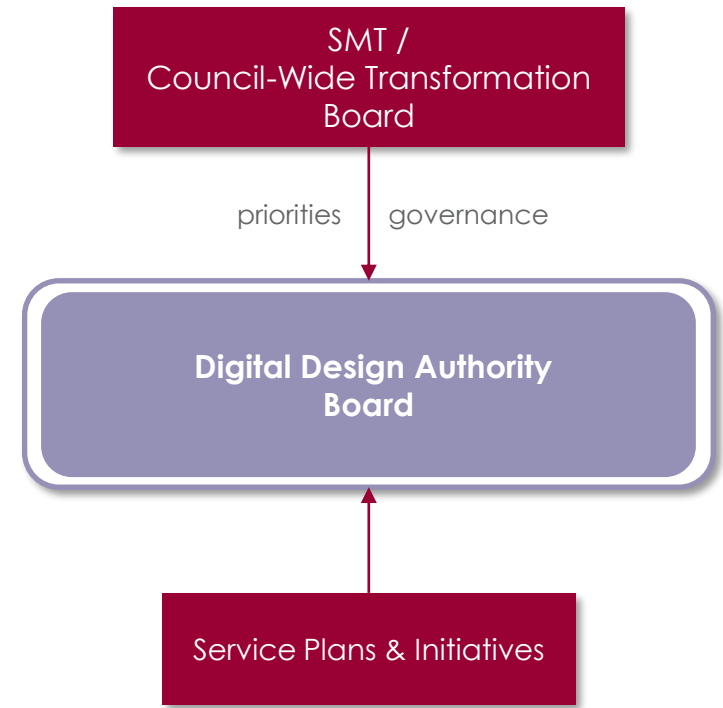 SMT /
Council-Wide Transformation
Board
priorities governance
Digital Design Authority
Board
Service Plans & Initiatives